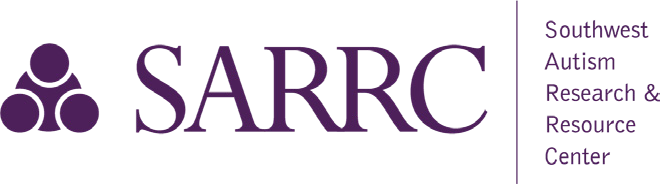 SARRC
Southwest
Autism
Research &
Resource
Center